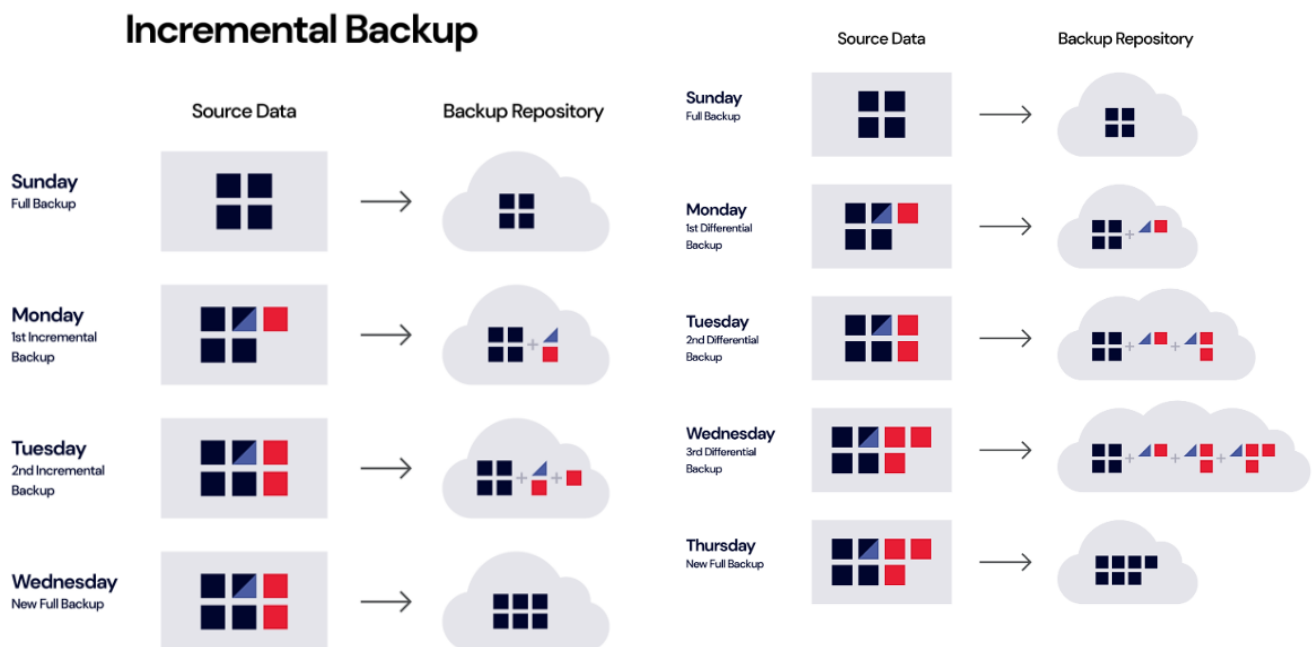 Incremental Backup
Source Data
Backup Repository
Sunday
Full Backup
Monday
1st Incremental
Backup
+
Tuesday
2nd Incremental
Backup
+
+
Wednesday
New Full Backup
Source Data
Backup Repository
Sunday
Full Backup
Monday
1st Differential
Backup
+
Tuesday
2nd Differential
Backup
+
+
Wednesday
3rd Differential
Backup
+
+
+
Thursday
New Full Backup